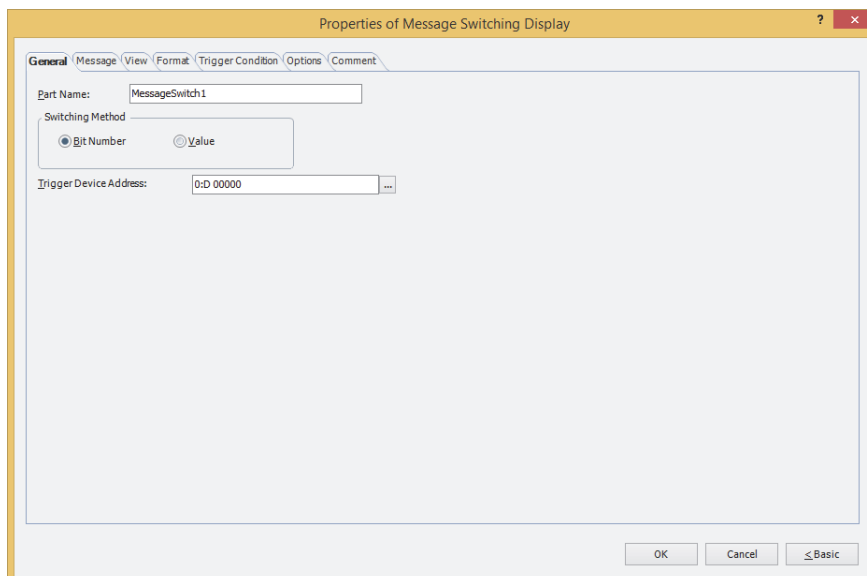 Properties of Message Switching Display
? ×
General Message View Format Trigger Condition Options Comment
Part Name: MessageSwitch1
Switching Method
Bit Number Value
Trigger Device Address: 0:D 00000 ...
OK Cancel < Basic